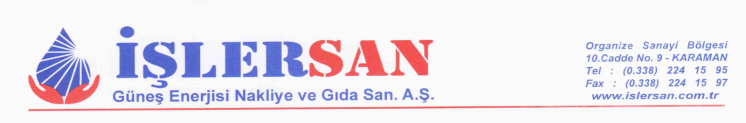 İŞLERSAN
Güneş Enerjisi Nakliye ve Gıda San. A.Ş.
Organize Sanayi Bölgesi
10.Cadde No. 9 - KARAMAN
Tel : (0.338) 224 15 95
Fax : (0.338) 224 15 97
www.islersan.com.tr